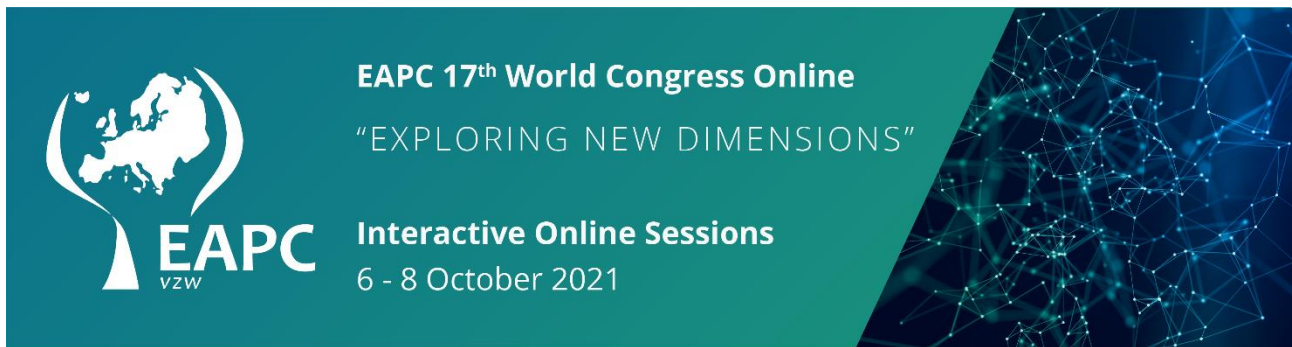 EAPC
vzw
EAPC 17th World Congress Online
“EXPLORING NEW DIMENSIONS”
Interactive Online Sessions
6 - 8 October 2021